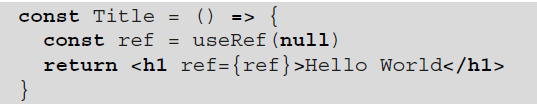 const Title = () => {
  const ref = useRef(null)
  return <h1 ref={ref}>Hello World</h1>
}